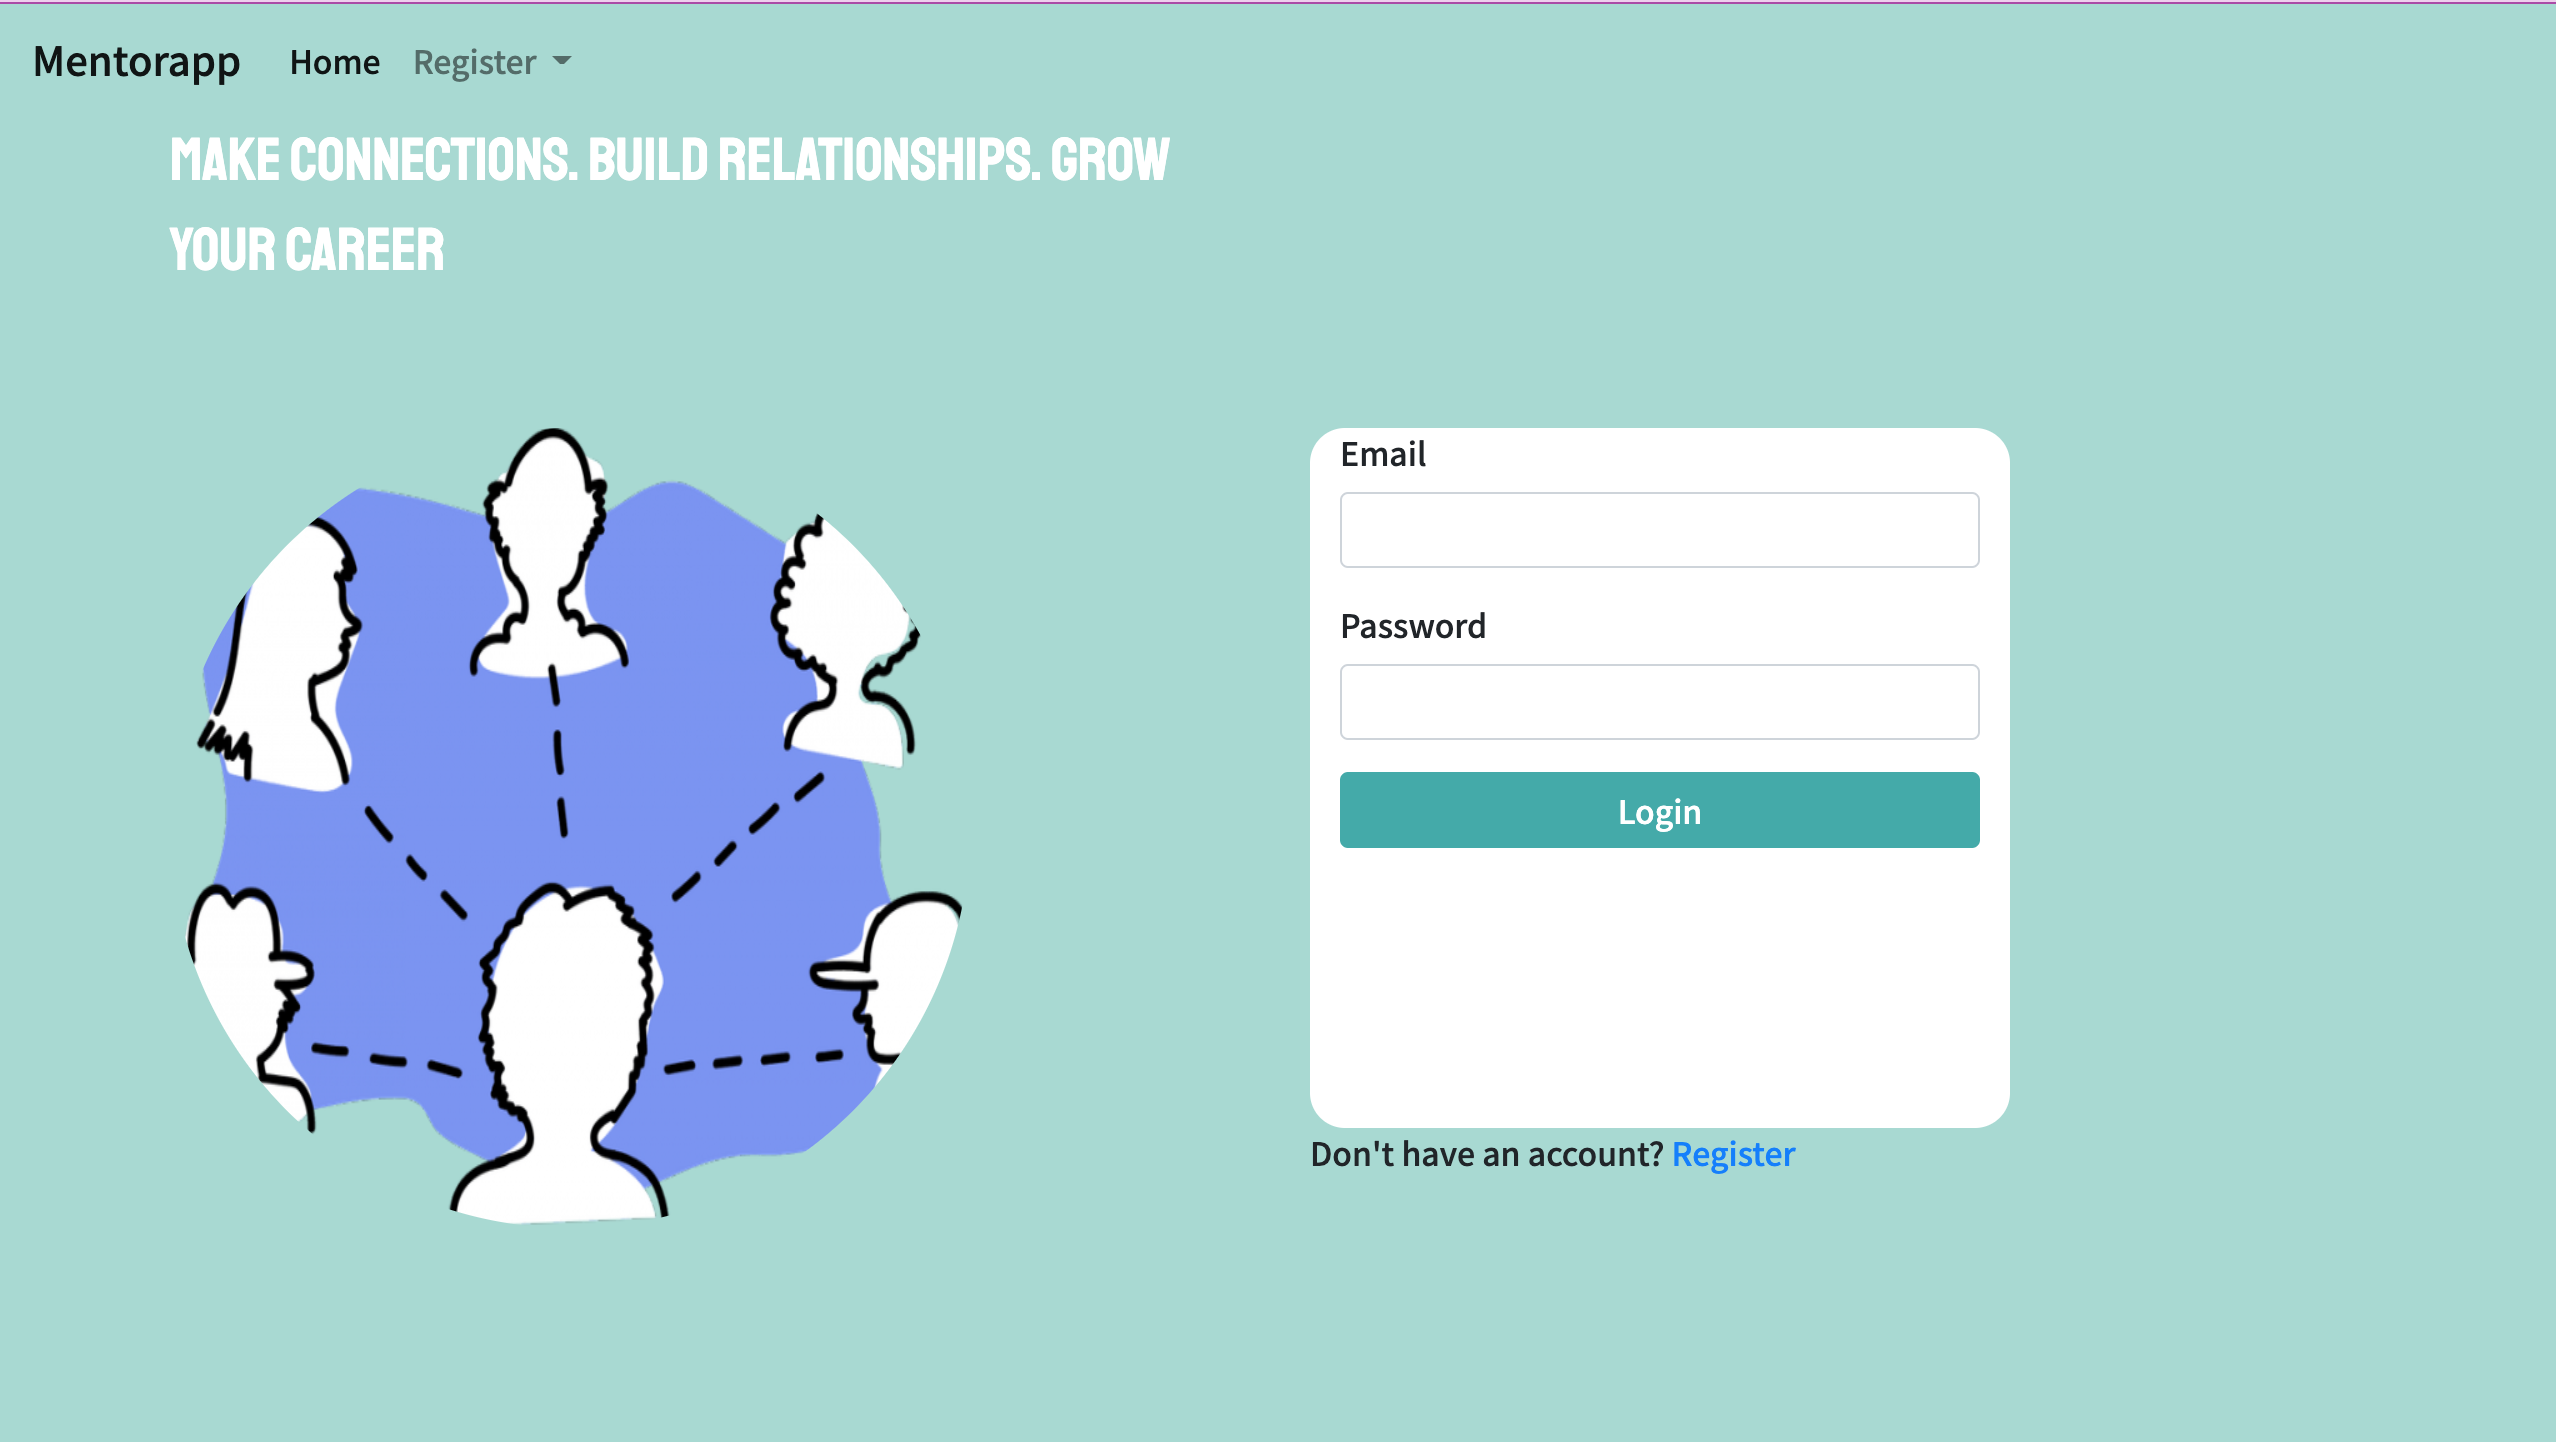 Mentorapp Home Register
MAKE CONNECTIONS. BUILD RELATIONSHIPS. GROW
YOUR CAREER
Email
Password
Login
Don't have an account? Register